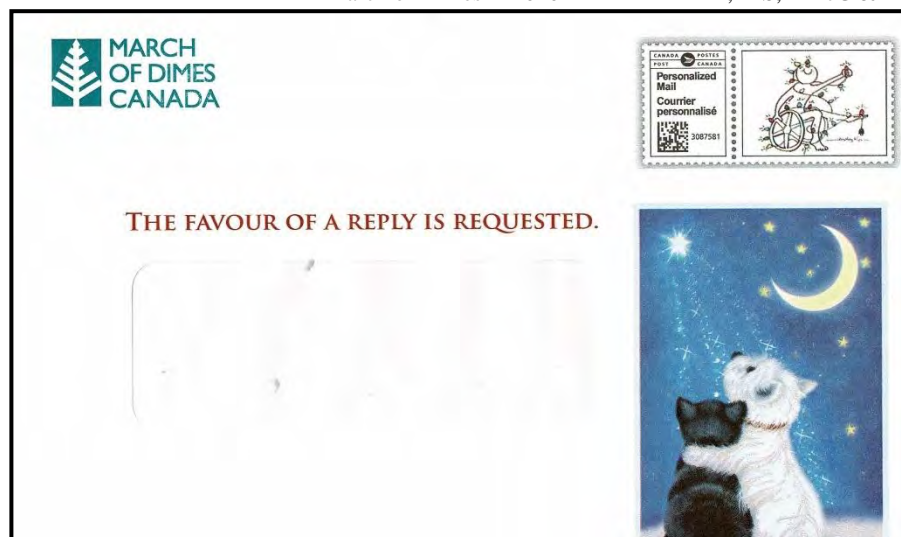 MARCH
OF DIMES
CANADA
CANADA POSTES
POST CANADA
Personalized
Mail
Courrier
personnalisé
3087581
THE FAVOUR OF A REPLY IS REQUESTED.